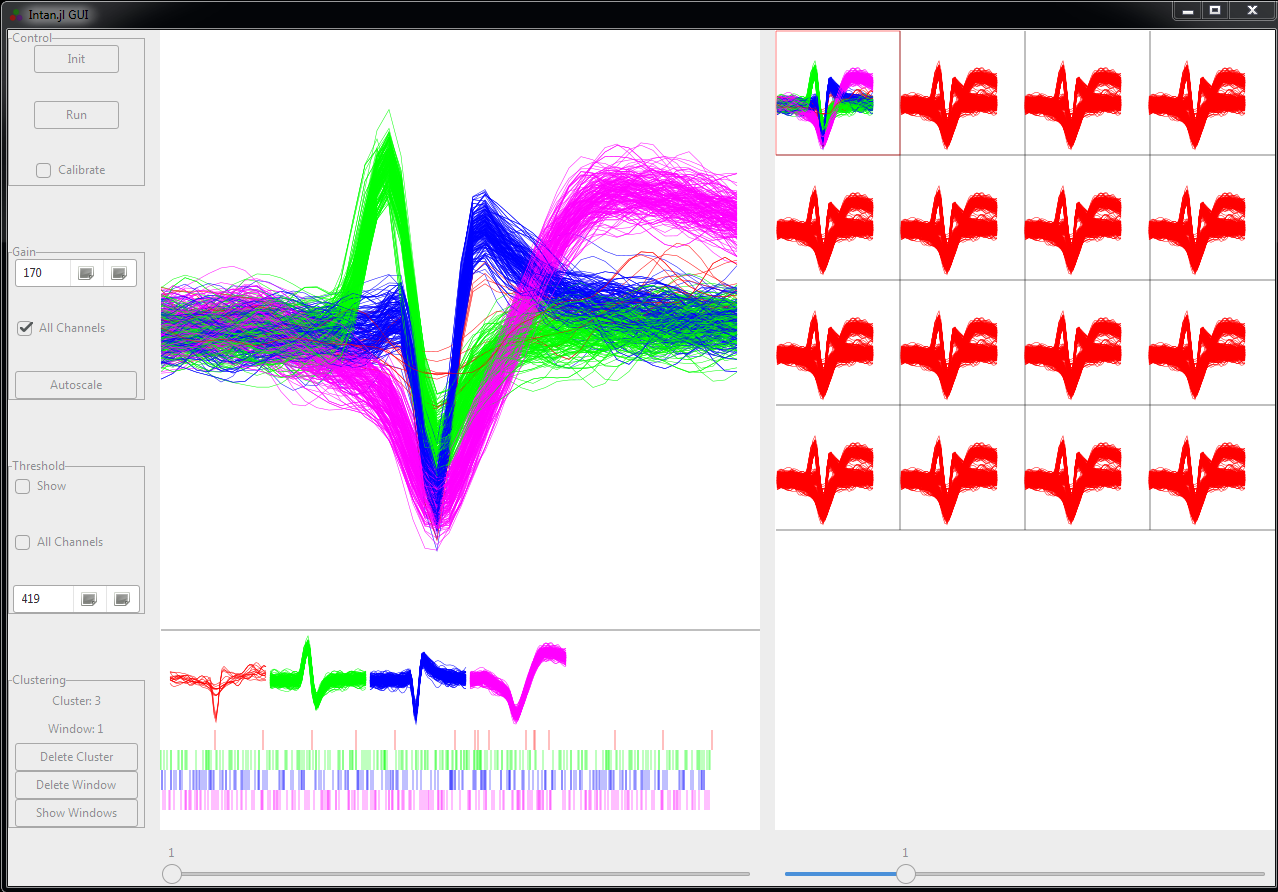 Intan.jl GUI
Control
Init
Run
Calibrate
Gain
170
All Channels
Autoscale
Threshold
Show
All Channels
419
Clustering
Cluster: 3
Window: 1
Delete Cluster
Delete Window
Show Windows
1
1